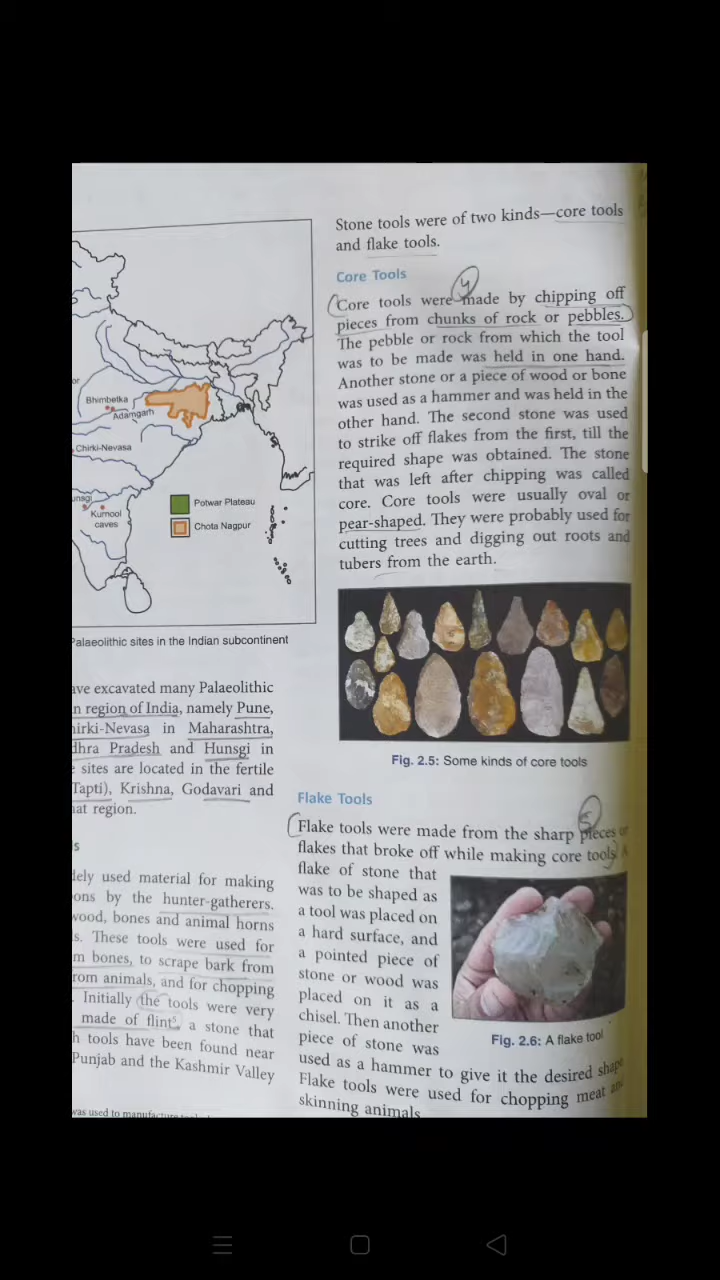 or
Bhimbetka
Adamgarh
Chirki-Nevasa
unsgi
Kurnool
caves
Potwar Plateau
Chota Nagpur
Palaeolithic sites in the Indian subcontinent
ave excavated many Palaeolithic
n region of India, namely Pune,
hirki-Nevasa in Maharashtra,
dhra Pradesh and Hunsgi in
e sites are located in the fertile
Tapti), Krishna, Godavari and
hat region.
ls
dely used material for making
ons by the hunter-gatherers.
wood, bones and animal horns
ls. These tools were used for
m bones, to scrape bark from
rom animals, and for chopping
. Initially the tools were very
made of flint⁵, a stone that
h tools have been found near
Punjab and the Kashmir Valley
was used to manufacture
Stone tools were of two kinds—core tools
and flake tools.
Core Tools
4
Core tools were made by chipping off
pieces from chunks of rock or pebbles.
The pebble or rock from which the tool
was to be made was held in one hand.
Another stone or a piece of wood or bone
was used as a hammer and was held in the
other hand. The second stone was used
to strike off flakes from the first, till the
required shape was obtained. The stone
that was left after chipping was called
core. Core tools were usually oval or
pear-shaped. They were probably used for
cutting trees and digging out roots and
tubers from the earth.
Fig. 2.5: Some kinds of core tools
Flake Tools
5
Flake tools were made from the sharp pieces or
flakes that broke off while making core tools. A
flake of stone that
was to be shaped as
a tool was placed on
a hard surface, and
a pointed piece of
stone or wood was
placed on it as a
chisel. Then another
piece of stone was
Fig. 2.6: A flake tool
used as a hammer to give it the desired shape
Flake tools were used for chopping meat and
skinning animals